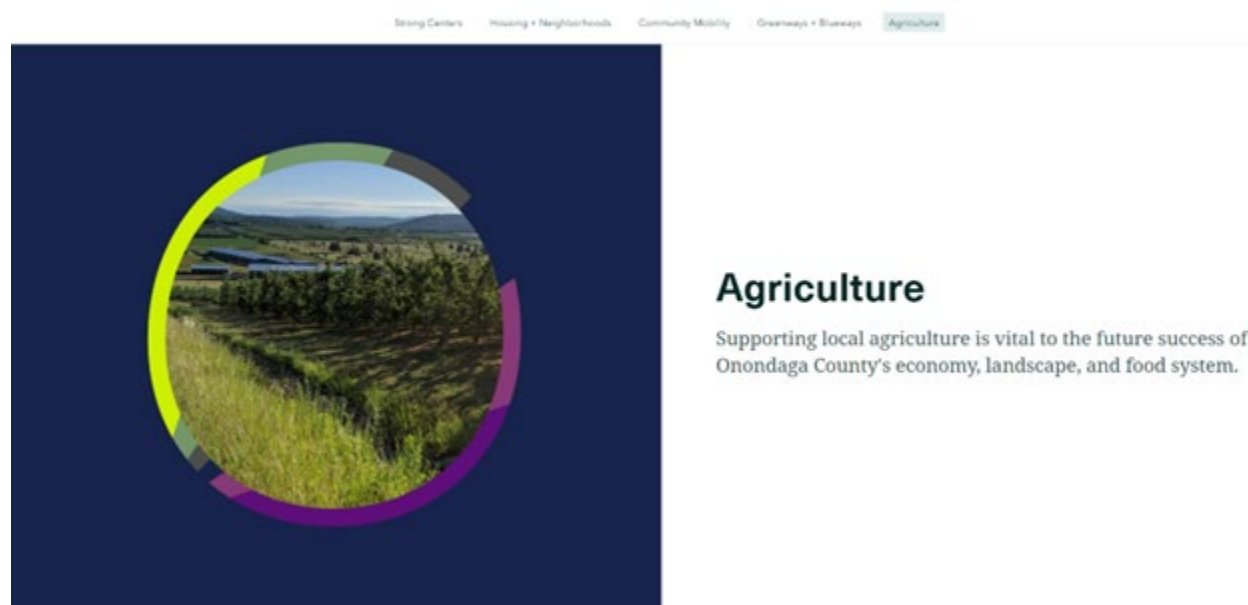 Strong Centers Housing + Neighborhoods Community Mobility Greenways + Blueways Agriculture
Agriculture
Supporting local agriculture is vital to the future success of
Onondaga County's economy, landscape, and food system.